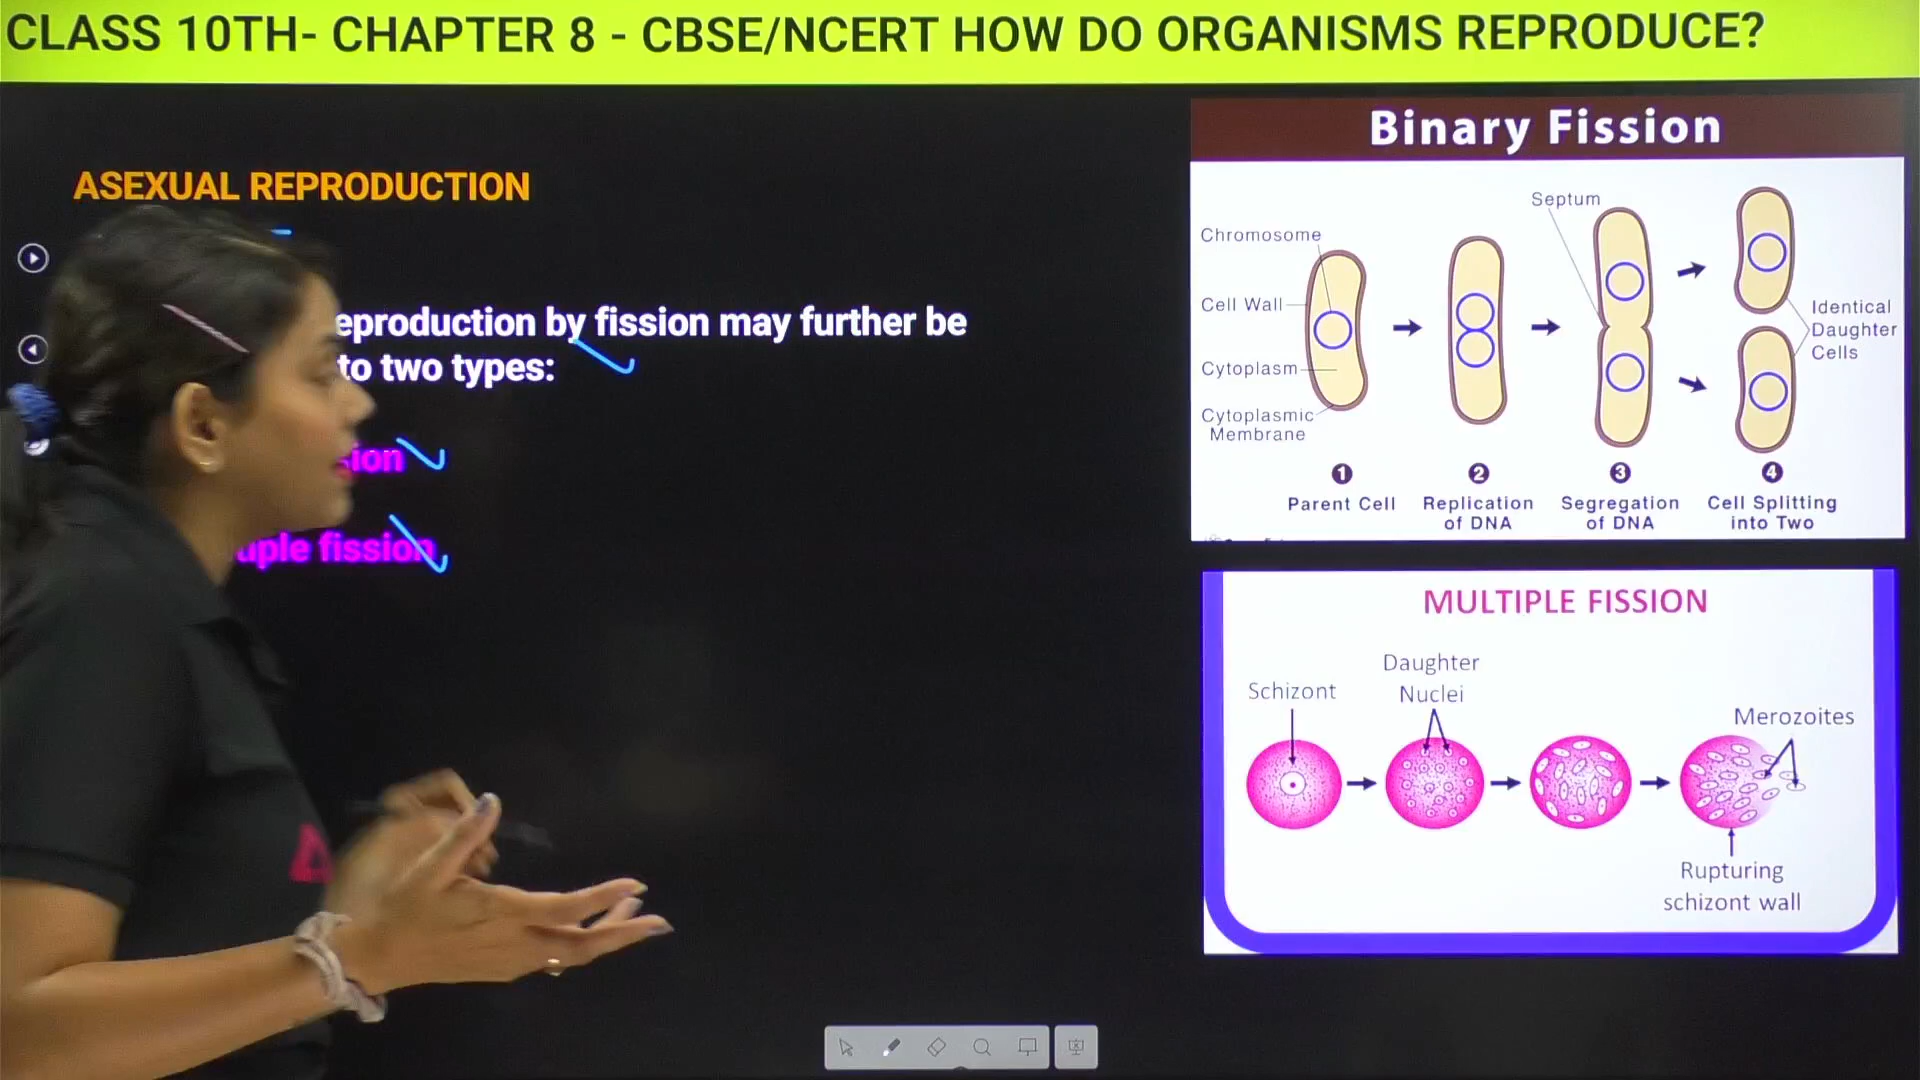 CLASS 10TH- CHAPTER 8 - CBSE/NCERT HOW DO ORGANISMS REPRODUCE?
ASEXUAL REPRODUCTION
eproduction by fission may further be
to two types:
sion
uple fission
Binary Fission
Septum
Chromosome
Cell Wall
Cytoplasm
Cytoplasmic
Membrane
Identical
Daughter
Cells
1 2 3 4
Parent Cell Replication Segregation Cell Splitting
of DNA of DNA into Two
MULTIPLE FISSION
Daughter
Nuclei
Schizont
Merozoites
Rupturing
schizont wall